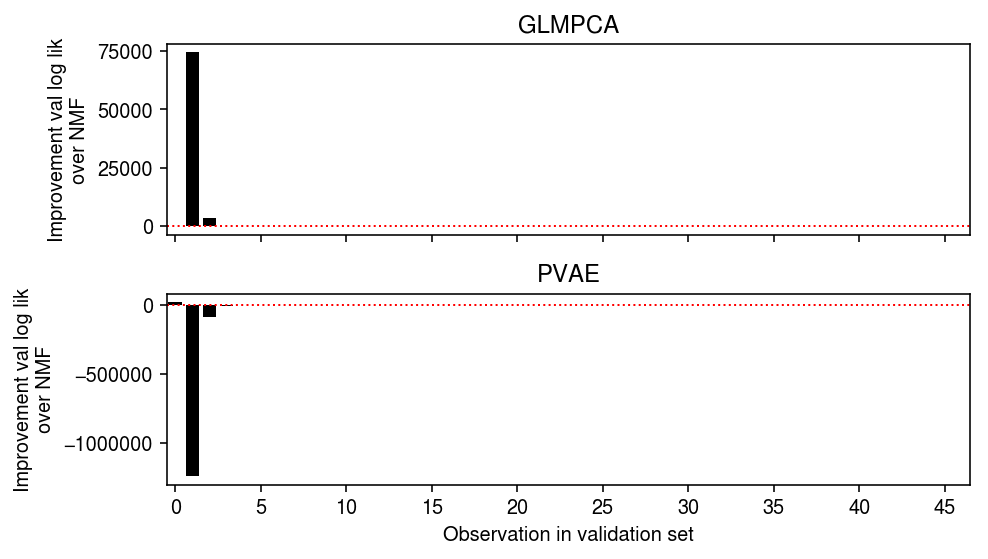 GLMPCA
Improvement val log lik
over NMF
75000
50000
25000
0
PVAE
Improvement val log lik
over NMF
0
−500000
−1000000
0 5 10 15 20 25 30 35 40 45
Observation in validation set